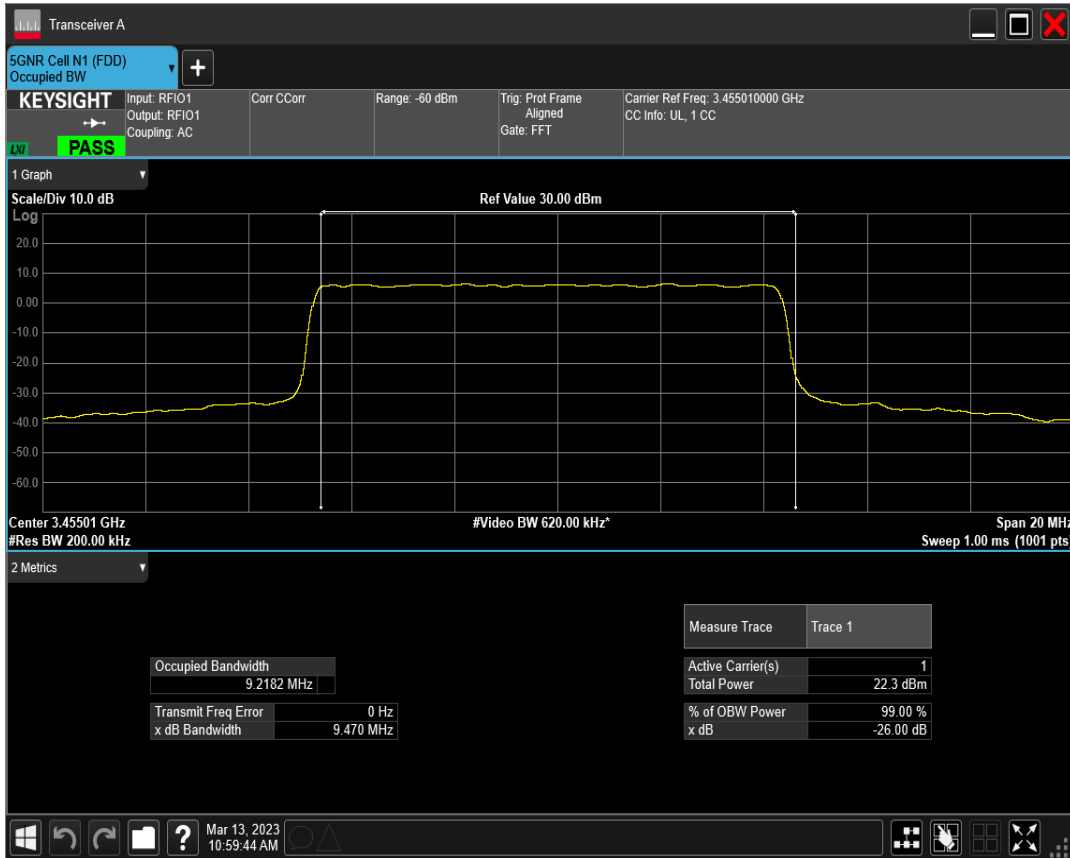 Transceiver A
5GNR Cell N1 (FDD)
Occupied BW
+
KEYSIGHT
Input: RFIO1
Output: RFIO1
Coupling: AC
Corr CCorr
Range: -60 dBm
Trig: Prot Frame
Aligned
Gate: FFT
Carrier Ref Freq: 3.455010000 GHz
CC Info: UL, 1 CC
LXI
PASS
1 Graph
Scale/Div 10.0 dB
Ref Value 30.00 dBm
Log
20.0
10.0
0.00
-10.0
-20.0
-30.0
-40.0
-50.0
-60.0
Center 3.45501 GHz
#Video BW 620.00 kHz*
Span 20 MHz
#Res BW 200.00 kHz
Sweep 1.00 ms (1001 pts)
2 Metrics
Measure Trace Trace 1
Occupied Bandwidth
9.2182 MHz
Active Carrier(s) 1
Total Power 22.3 dBm
Transmit Freq Error 0 Hz
x dB Bandwidth 9.470 MHz
% of OBW Power 99.00 %
x dB -26.00 dB
?
Mar 13, 2023
10:59:44 AM